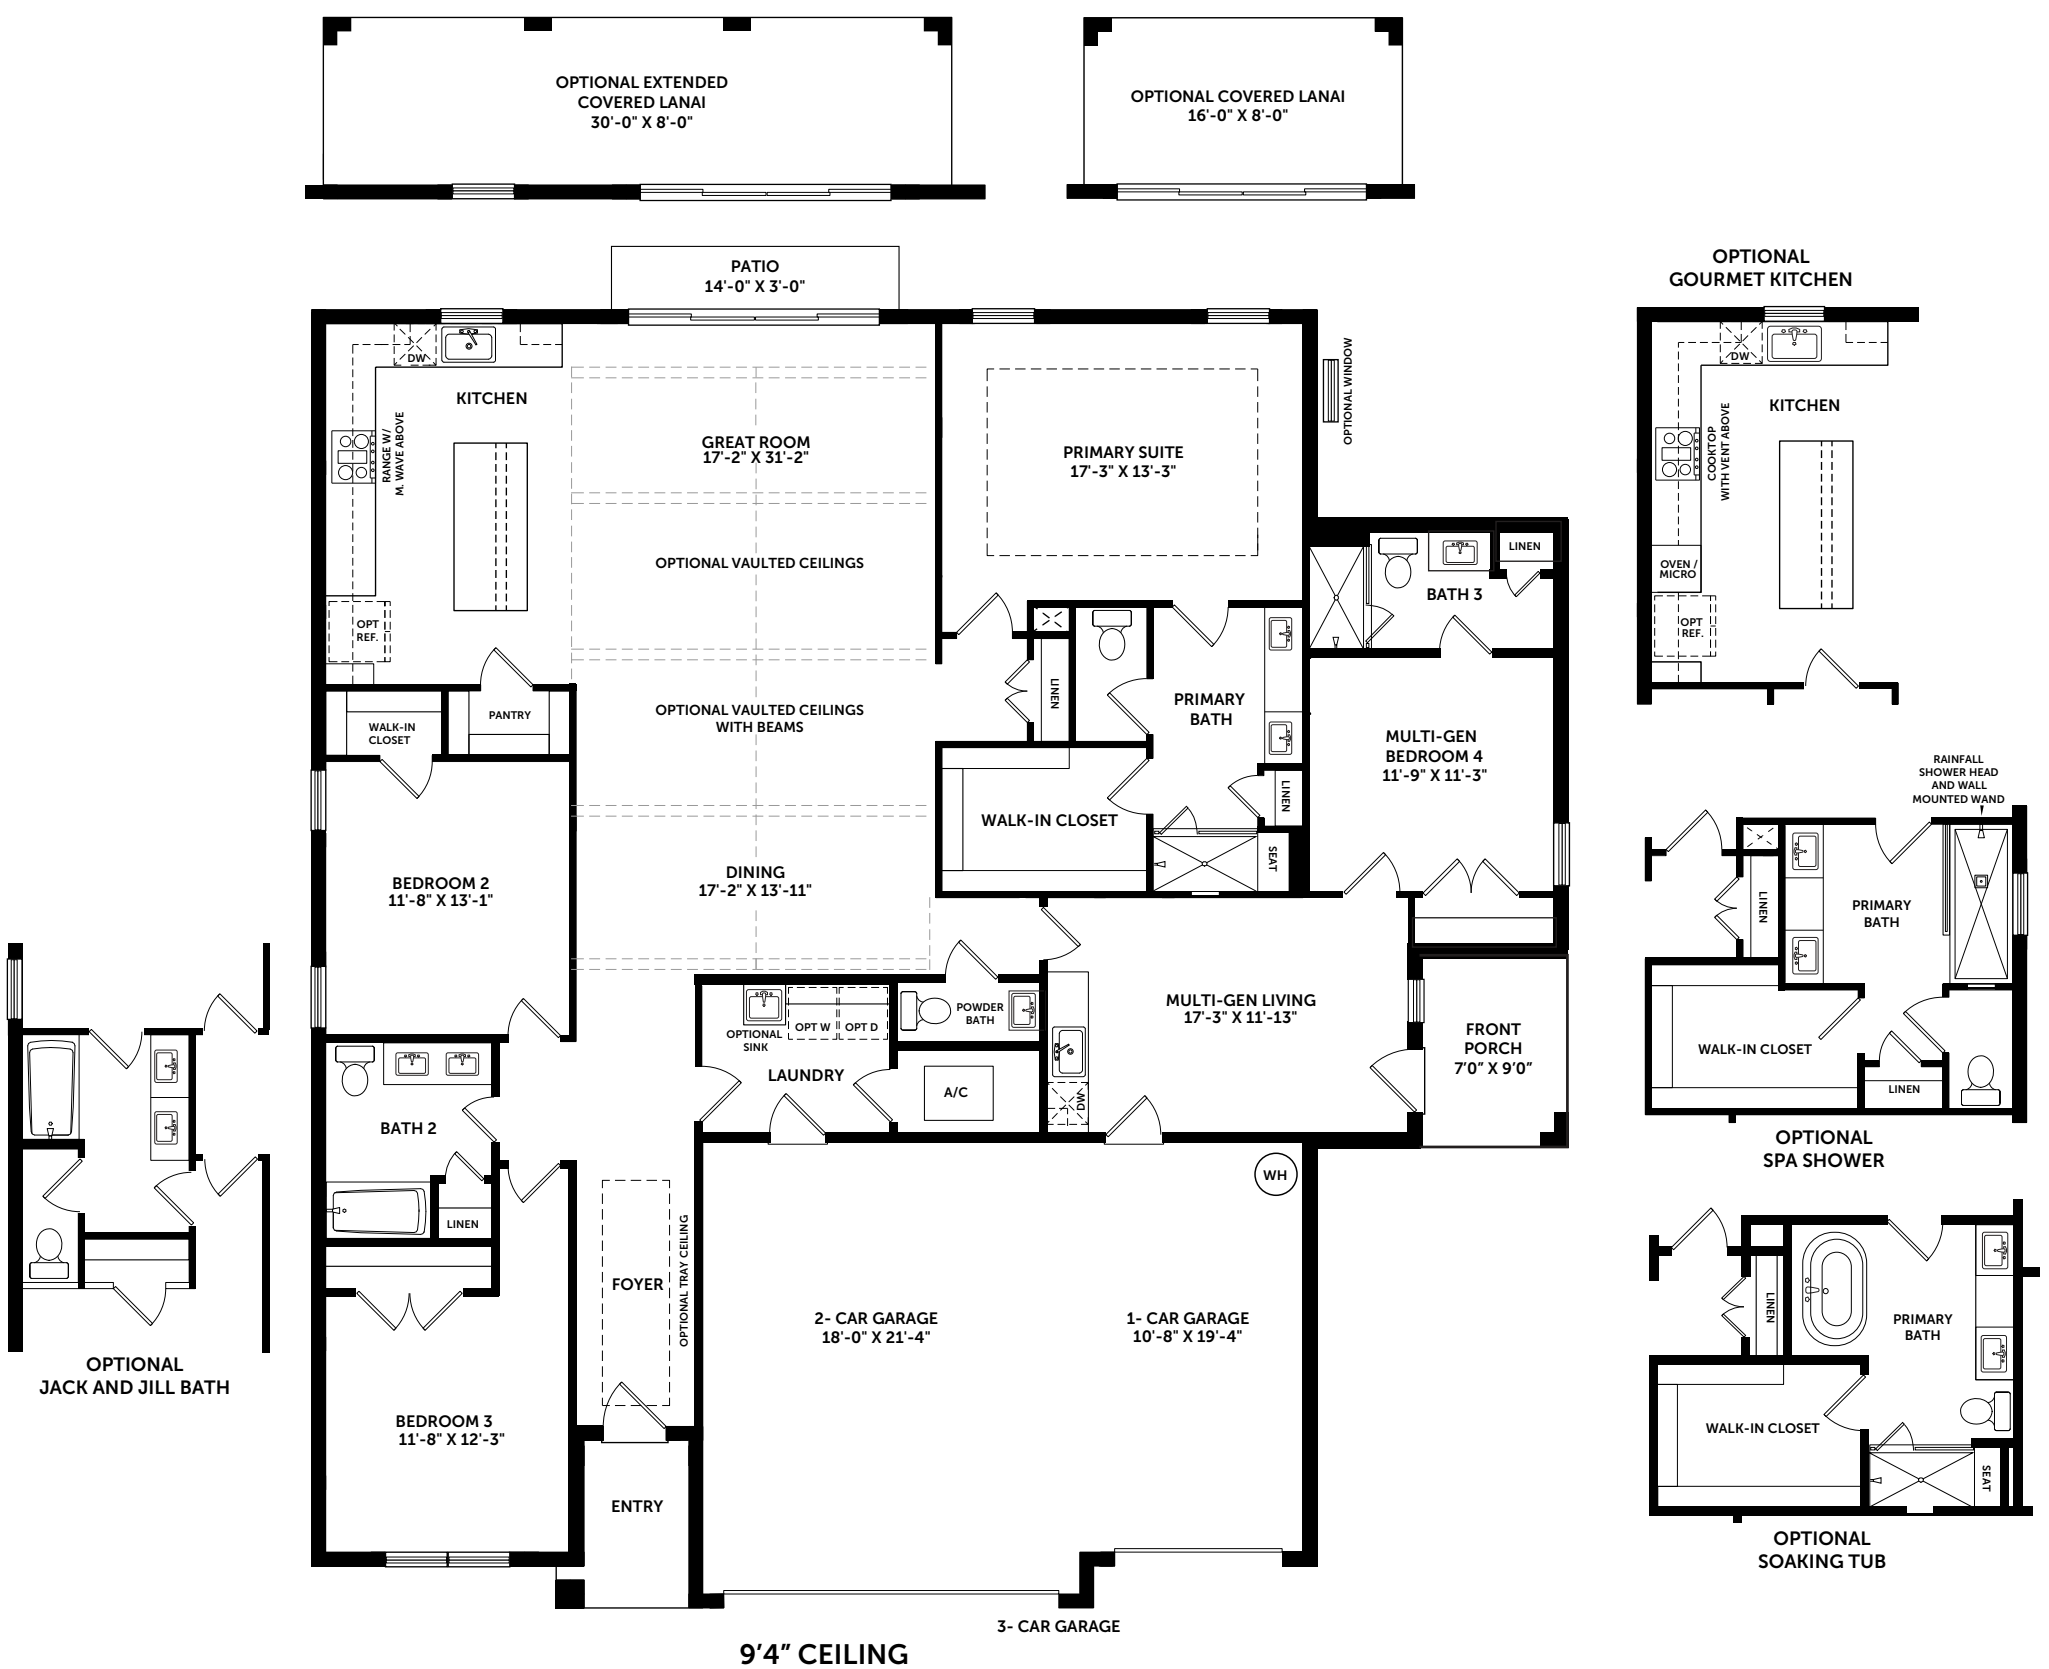 OPTIONAL EXTENDED
COVERED LANAI
30'-0" X 8'-0"
OPTIONAL COVERED LANAI
16'-0" X 8'-0"
PATIO
14'-0" X 3'-0"
DW
KITCHEN
RANGE W/
M. WAVE ABOVE
OPT
REF.
GREAT ROOM
17'-2" X 31'-2"
OPTIONAL VAULTED CEILINGS
OPTIONAL VAULTED CEILINGS
WITH BEAMS
PRIMARY SUITE
17'-3" X 13'-3"
OPTIONAL WINDOW
LINEN
BATH 3
LINEN
PRIMARY
BATH
LINEN
SEAT
WALK-IN CLOSET
MULTI-GEN
BEDROOM 4
11'-9" X 11'-3"
WALK-IN
CLOSET
PANTRY
BEDROOM 2
11'-8" X 13'-1"
DINING
17'-2" X 13'-11"
OPTIONAL
SINK
OPT W
OPT D
POWDER
BATH
LAUNDRY
A/C
MULTI-GEN LIVING
17'-3" X 11'-13"
DW
FRONT
PORCH
7'0" X 9'0"
BATH 2
LINEN
WH
FOYER
OPTIONAL TRAY CEILING
2- CAR GARAGE
18'-0" X 21'-4"
1- CAR GARAGE
10'-8" X 19'-4"
BEDROOM 3
11'-8" X 12'-3"
ENTRY
3- CAR GARAGE
9'4" CEILING
OPTIONAL
JACK AND JILL BATH
OPTIONAL
GOURMET KITCHEN
DW
KITCHEN
COOKTOP
WITH VENT ABOVE
OVEN /
MICRO
OPT
REF.
RAINFALL
SHOWER HEAD
AND WALL
MOUNTED WAND
LINEN
PRIMARY
BATH
WALK-IN CLOSET
LINEN
OPTIONAL
SPA SHOWER
LINEN
PRIMARY
BATH
WALK-IN CLOSET
SEAT
OPTIONAL
SOAKING TUB